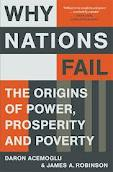 WHY
NATIONS
FAIL
THE ORIGINS
OF POWER,
PROSPERITY
AND POVERTY
DARON ACEMOGLU
& JAMES A. ROBINSON